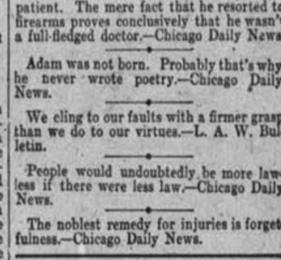 patient. The mere fact that he resorted to
firearms proves conclusively that he wasn't
a full-fledged doctor.—Chicago Daily News
Adam was not born. Probably that's why
he never wrote poetry.—Chicago Daily
News.
We cling to our faults with a firmer grasp
than we do to our virtues.—L. A. W. Bul
letin.
People would undoubtedly be more law
less if there were less law.—Chicago Daily
News.
The noblest remedy for injuries is forget
fulness.—Chicago Daily News.